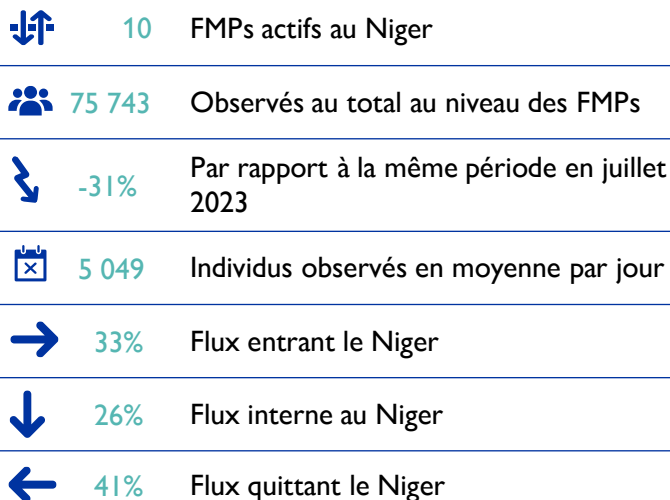 10 FMPs actifs au Niger
75 743 Observés au total au niveau des FMPs
-31% Par rapport à la même période en juillet
2023
5 049 Individus observés en moyenne par jour
33% Flux entrant le Niger
26% Flux interne au Niger
41% Flux quittant le Niger